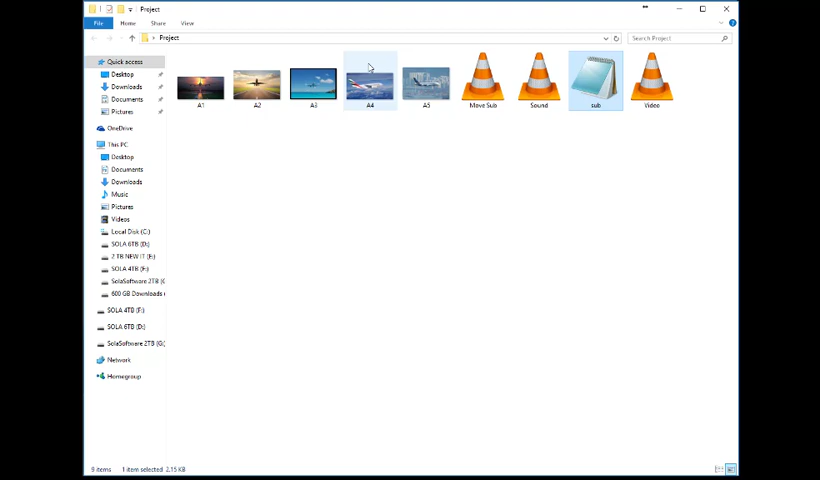 Project
File
Home
Share
View
Project
Search Project
Quick access
Desktop
Downloads
Documents
Pictures
OneDrive
This PC
Desktop
Documents
Downloads
Music
Pictures
Videos
Local Disk (C:)
SOLA 6TB (D:)
2 TB NEW IT (E:)
SOLA 4TB (F:)
SolaSoftware 2TB (G
600 GB Downloads (
SOLA 4TB (F:)
SOLA 6TB (D:)
SolaSoftware 2TB (G:)
Network
Homegroup
A1
A2
A3
A4
A5
Move Sub
Sound
sub
Video
9 items
1 item selected 2.15 KB